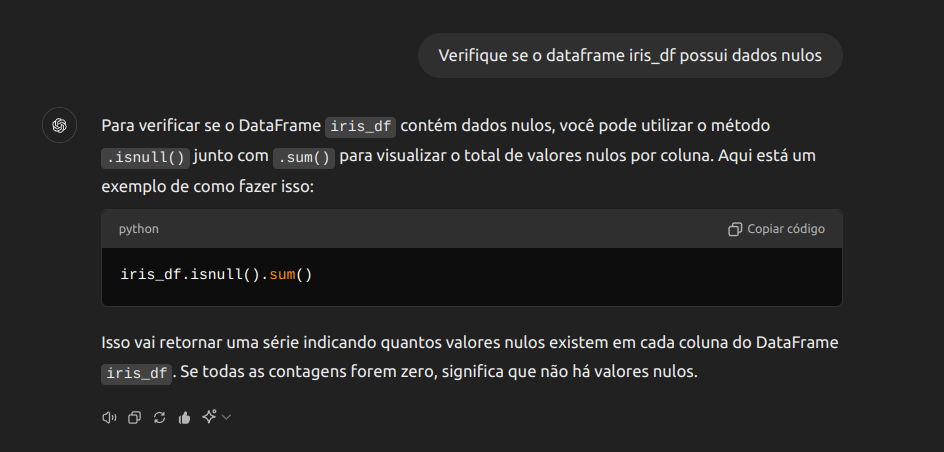 Verifique se o dataframe iris_df possui dados nulos
Para verificar se o DataFrame iris_df contém dados nulos, você pode utilizar o método
.isnull() junto com .sum() para visualizar o total de valores nulos por coluna. Aqui está um
exemplo de como fazer isso:
python
Copiar código
iris_df.isnull().sum()
Isso vai retornar uma série indicando quantos valores nulos existem em cada coluna do DataFrame
iris_df. Se todas as contagens forem zero, significa que não há valores nulos.